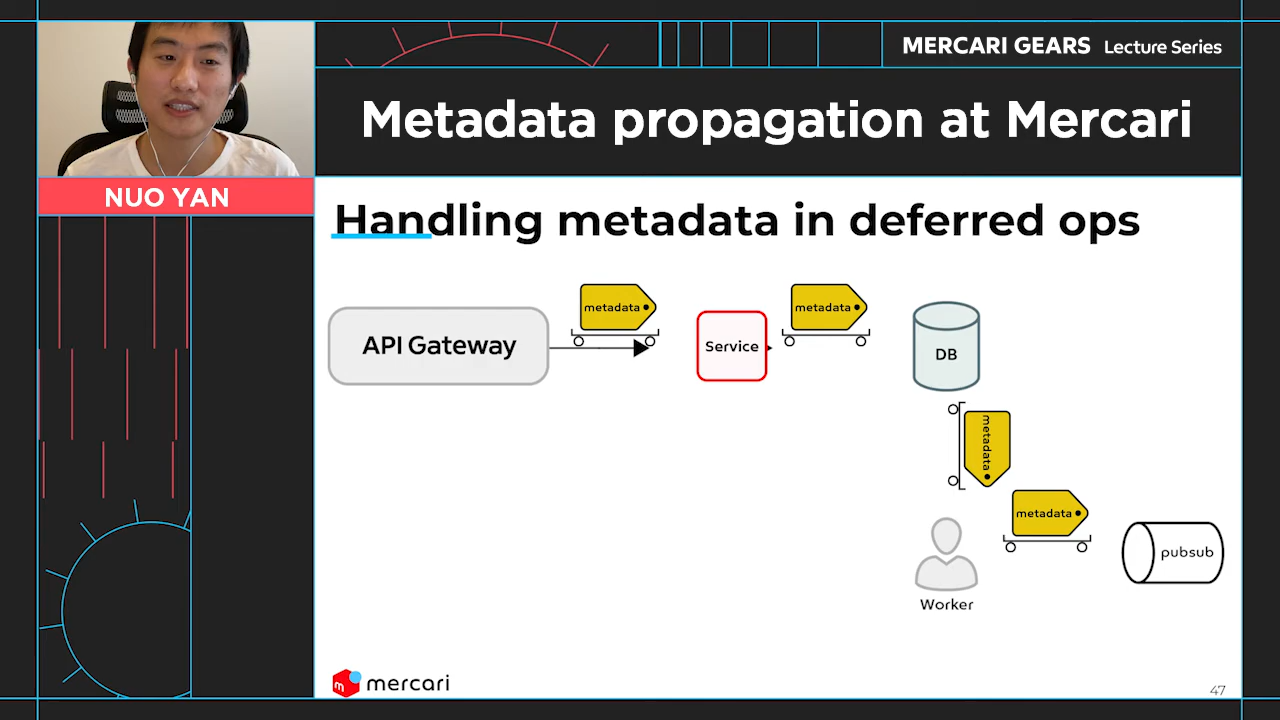 MERCARI GEARS Lecture Series
Metadata propagation at Mercari
NUO YAN
Handling metadata in deferred ops
metadata
metadata
API Gateway
Service
DB
metadata
metadata
pubsub
Worker
mercari
47